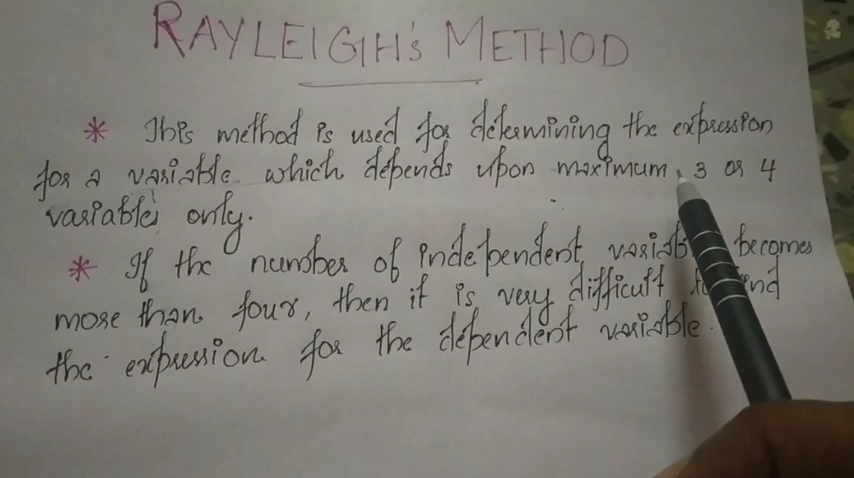 RAYLEIGH's METHOD
* This method is used for determining the expression
for a variable which depends upon maximum 3 or 4
variables only.
* If the number of independent becomes
more than four, then it is very difficult
the expression for the dependent variable.